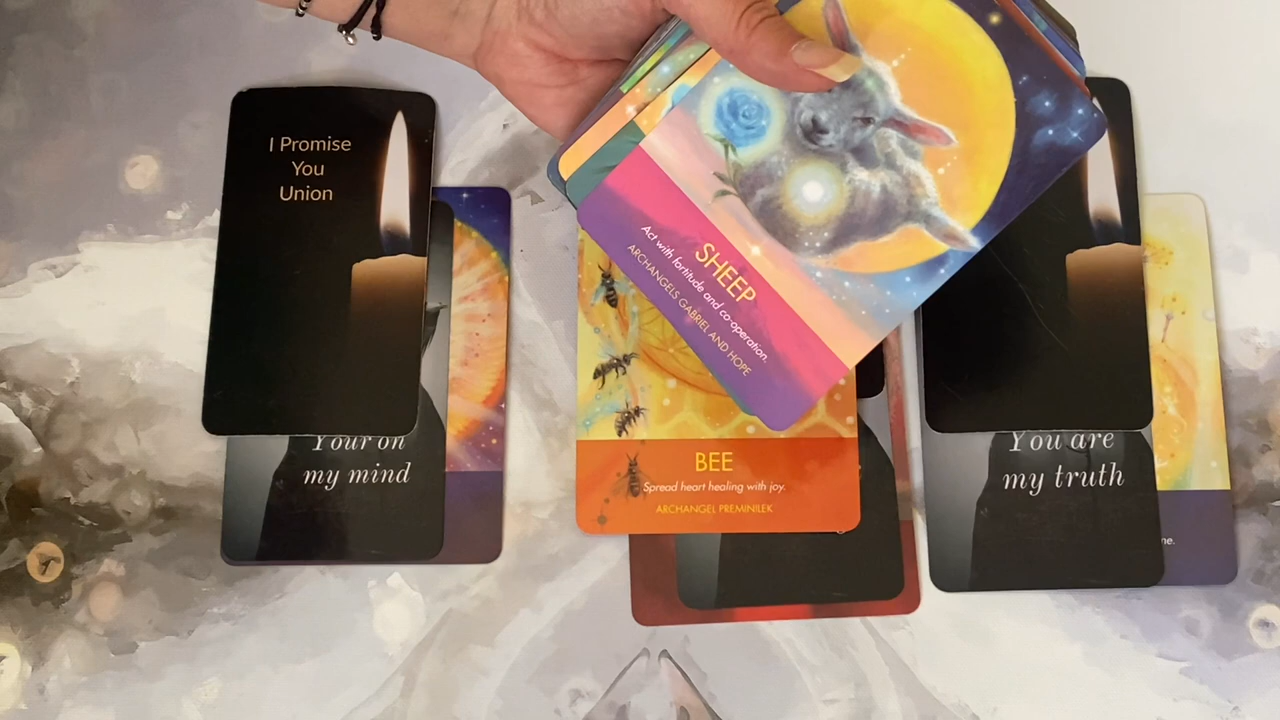 I Promise
You
Union
Your on
my mind
SHEEP
Act with fortitude and co-operation.
ARCHANGELS GABRIEL AND HOPE
BEE
Spread heart healing with joy.
ARCHANGEL PREMINILEK
You are
my truth